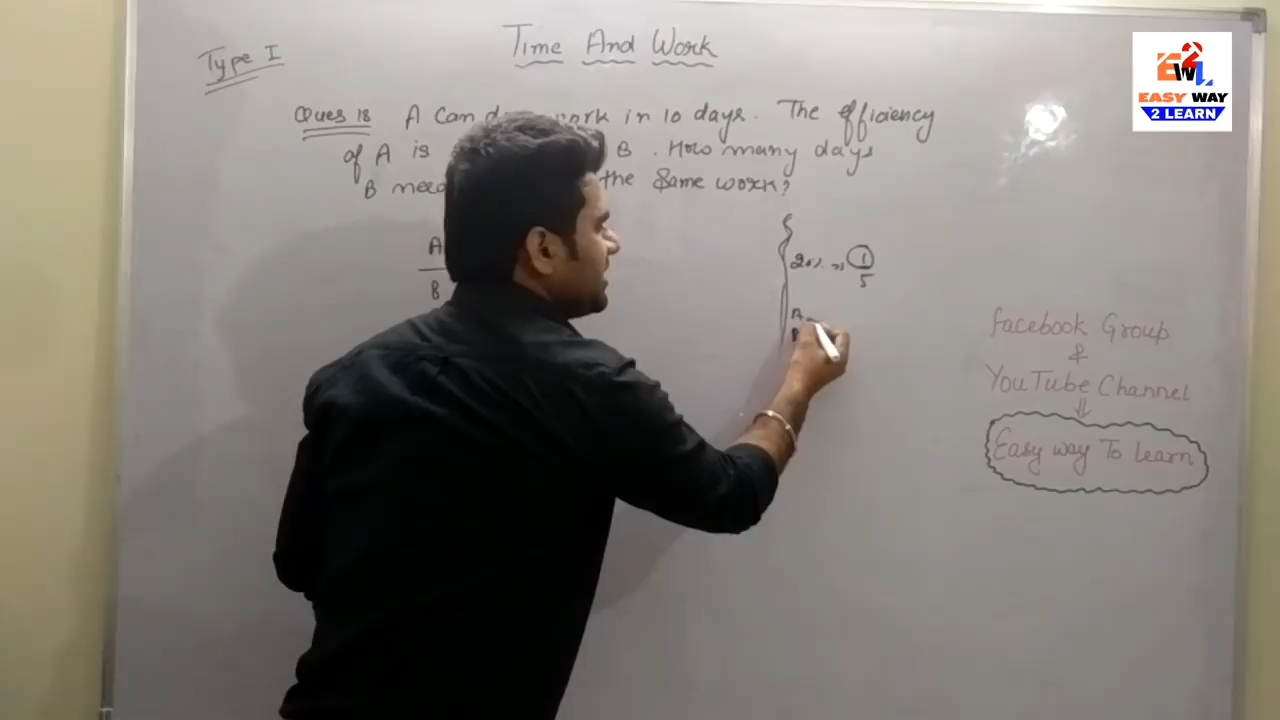 Type I
Time And Work
Ques 18 A Can d work in 10 days. The efficiency
of A is B . How many days
B need the Same work?
A
B
20% → 1/5
A
facebook Group
&
YouTube Channel
⇓
Easy way To Learn
E2L
W
EASY WAY
2 LEARN